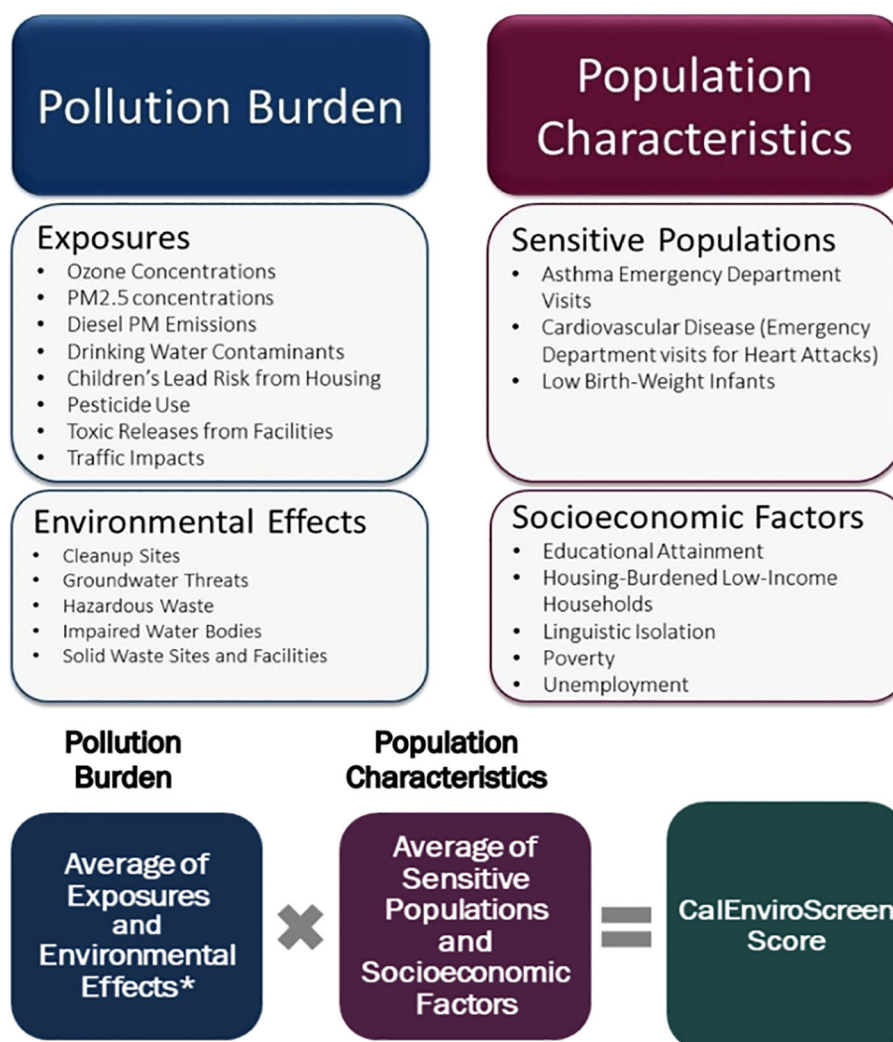 Pollution Burden
Exposures
• Ozone Concentrations
• PM2.5 concentrations
• Diesel PM Emissions
• Drinking Water Contaminants
• Children's Lead Risk from Housing
• Pesticide Use
• Toxic Releases from Facilities
• Traffic Impacts
Environmental Effects
• Cleanup Sites
• Groundwater Threats
• Hazardous Waste
• Impaired Water Bodies
• Solid Waste Sites and Facilities
Population
Characteristics
Sensitive Populations
• Asthma Emergency Department
Visits
• Cardiovascular Disease (Emergency
Department visits for Heart Attacks)
• Low Birth-Weight Infants
Socioeconomic Factors
• Educational Attainment
• Housing-Burdened Low-Income
Households
• Linguistic Isolation
• Poverty
• Unemployment
Pollution
Burden
Average of
Exposures
and
Environmental
Effects*
×
Population
Characteristics
Average of
Sensitive
Populations
and
Socioeconomic
Factors
=
CalEnviroScreen
Score